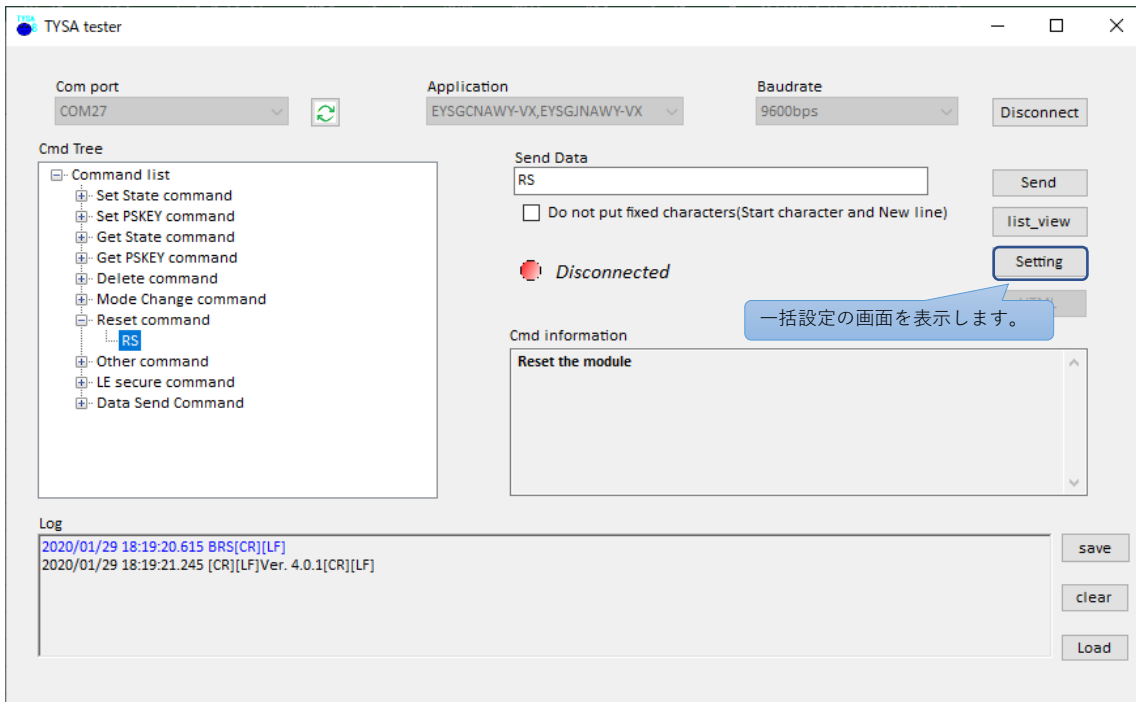 TYSA tester
Com port
Application
Baudrate
COM27
EYSGCNAWY-VX,EYSGJNAWY-VX
9600bps
Disconnect
Cmd Tree
Command list
Set State command
Set PSKEY command
Get State command
Get PSKEY command
Delete command
Mode Change command
Reset command
RS
Other command
LE secure command
Data Send Command
Send Data
RS
Send
Do not put fixed characters(Start character and New line)
list_view
Disconnected
Setting
一括設定の画面を表示します。
Cmd information
Reset the module
Log
2020/01/29 18:19:20.615 BRS[CR][LF]
2020/01/29 18:19:21.245 [CR][LF]Ver. 4.0.1[CR][LF]
save
clear
Load